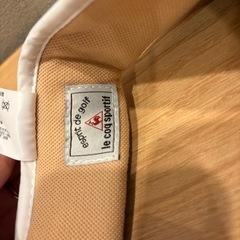 esprit de golf
le coq sportif